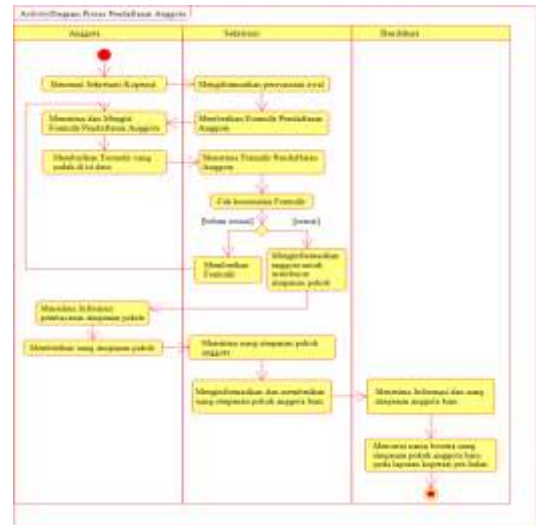 ActivityDiagram Proses Pendaftaran Anggota
Anggota
Sekretaris
Bendahara
Menemui Sekretaris Koperasi
Menginformasikan persyaratan awal
Menerima dan Mengisi
Formulir Pendaftaran Anggota
Memberikan Formulir Pendaftaran
Anggota
Memberikan Formulir yang
sudah di isi data
Menerima Formulir Pendaftaran
Anggota
Cek kesesuaian Formulir
[belum sesuai]
[sesuai]
Memberikan
Formulir
Menginformasikan
anggota untuk
membayar
simpanan pokok
Menerima Informasi
pembayaran simpanan pokok
Memberikan uang simpanan pokok
Menerima uang simpanan pokok
anggota
Menginformasikan dan memberikan
uang simpanan pokok anggota baru
Menerima Informasi dan uang
simpanan anggota baru
Mencatat nama beserta uang
simpanan pokok anggota baru
pada laporan koperasi per bulan